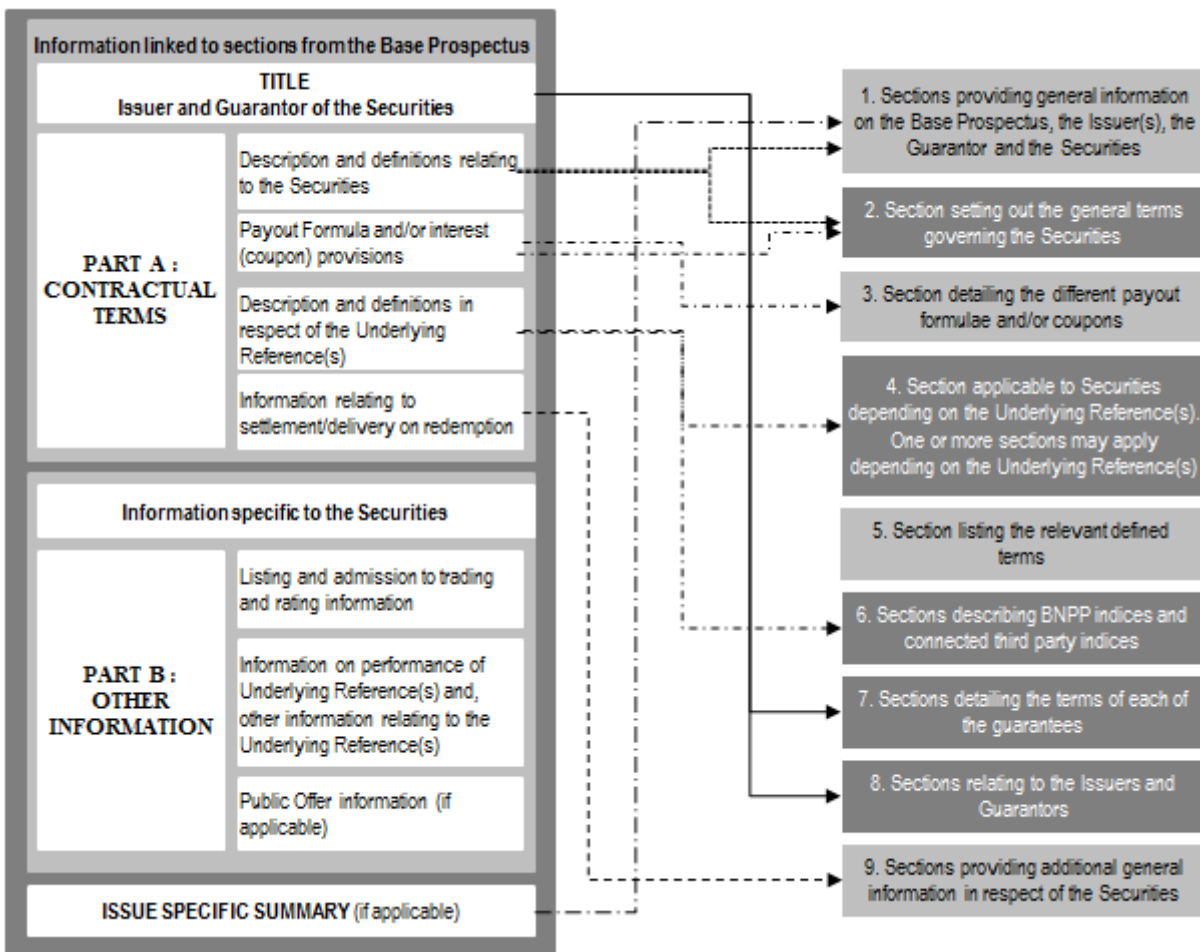 Information linked to sections from the Base Prospectus
TITLE
Issuer and Guarantor of the Securities
PART A :
CONTRACTUAL
TERMS
Description and definitions relating
to the Securities
Payout Formula and/or interest
(coupon) provisions
Description and definitions in
respect of the Underlying
Reference(s)
Information relating to
settlement/delivery on redemption
Information specific to the Securities
PART B :
OTHER
INFORMATION
Listing and admission to trading
and rating information
Information on performance of
Underlying Reference(s) and,
other information relating to the
Underlying Reference(s)
Public Offer information (if
applicable)
ISSUE SPECIFIC SUMMARY (if applicable)
1. Sections providing general information
on the Base Prospectus, the Issuer(s), the
Guarantor and the Securities
2. Section setting out the general terms
governing the Securities
3. Section detailing the different payout
formulae and/or coupons
4. Section applicable to Securities
depending on the Underlying Reference(s).
One or more sections may apply
depending on the Underlying Reference(s)
5. Section listing the relevant defined
terms
6. Sections describing BNPP indices and
connected third party indices
7. Sections detailing the terms of each of
the guarantees
8. Sections relating to the Issuers and
Guarantors
9. Sections providing additional general
information in respect of the Securities